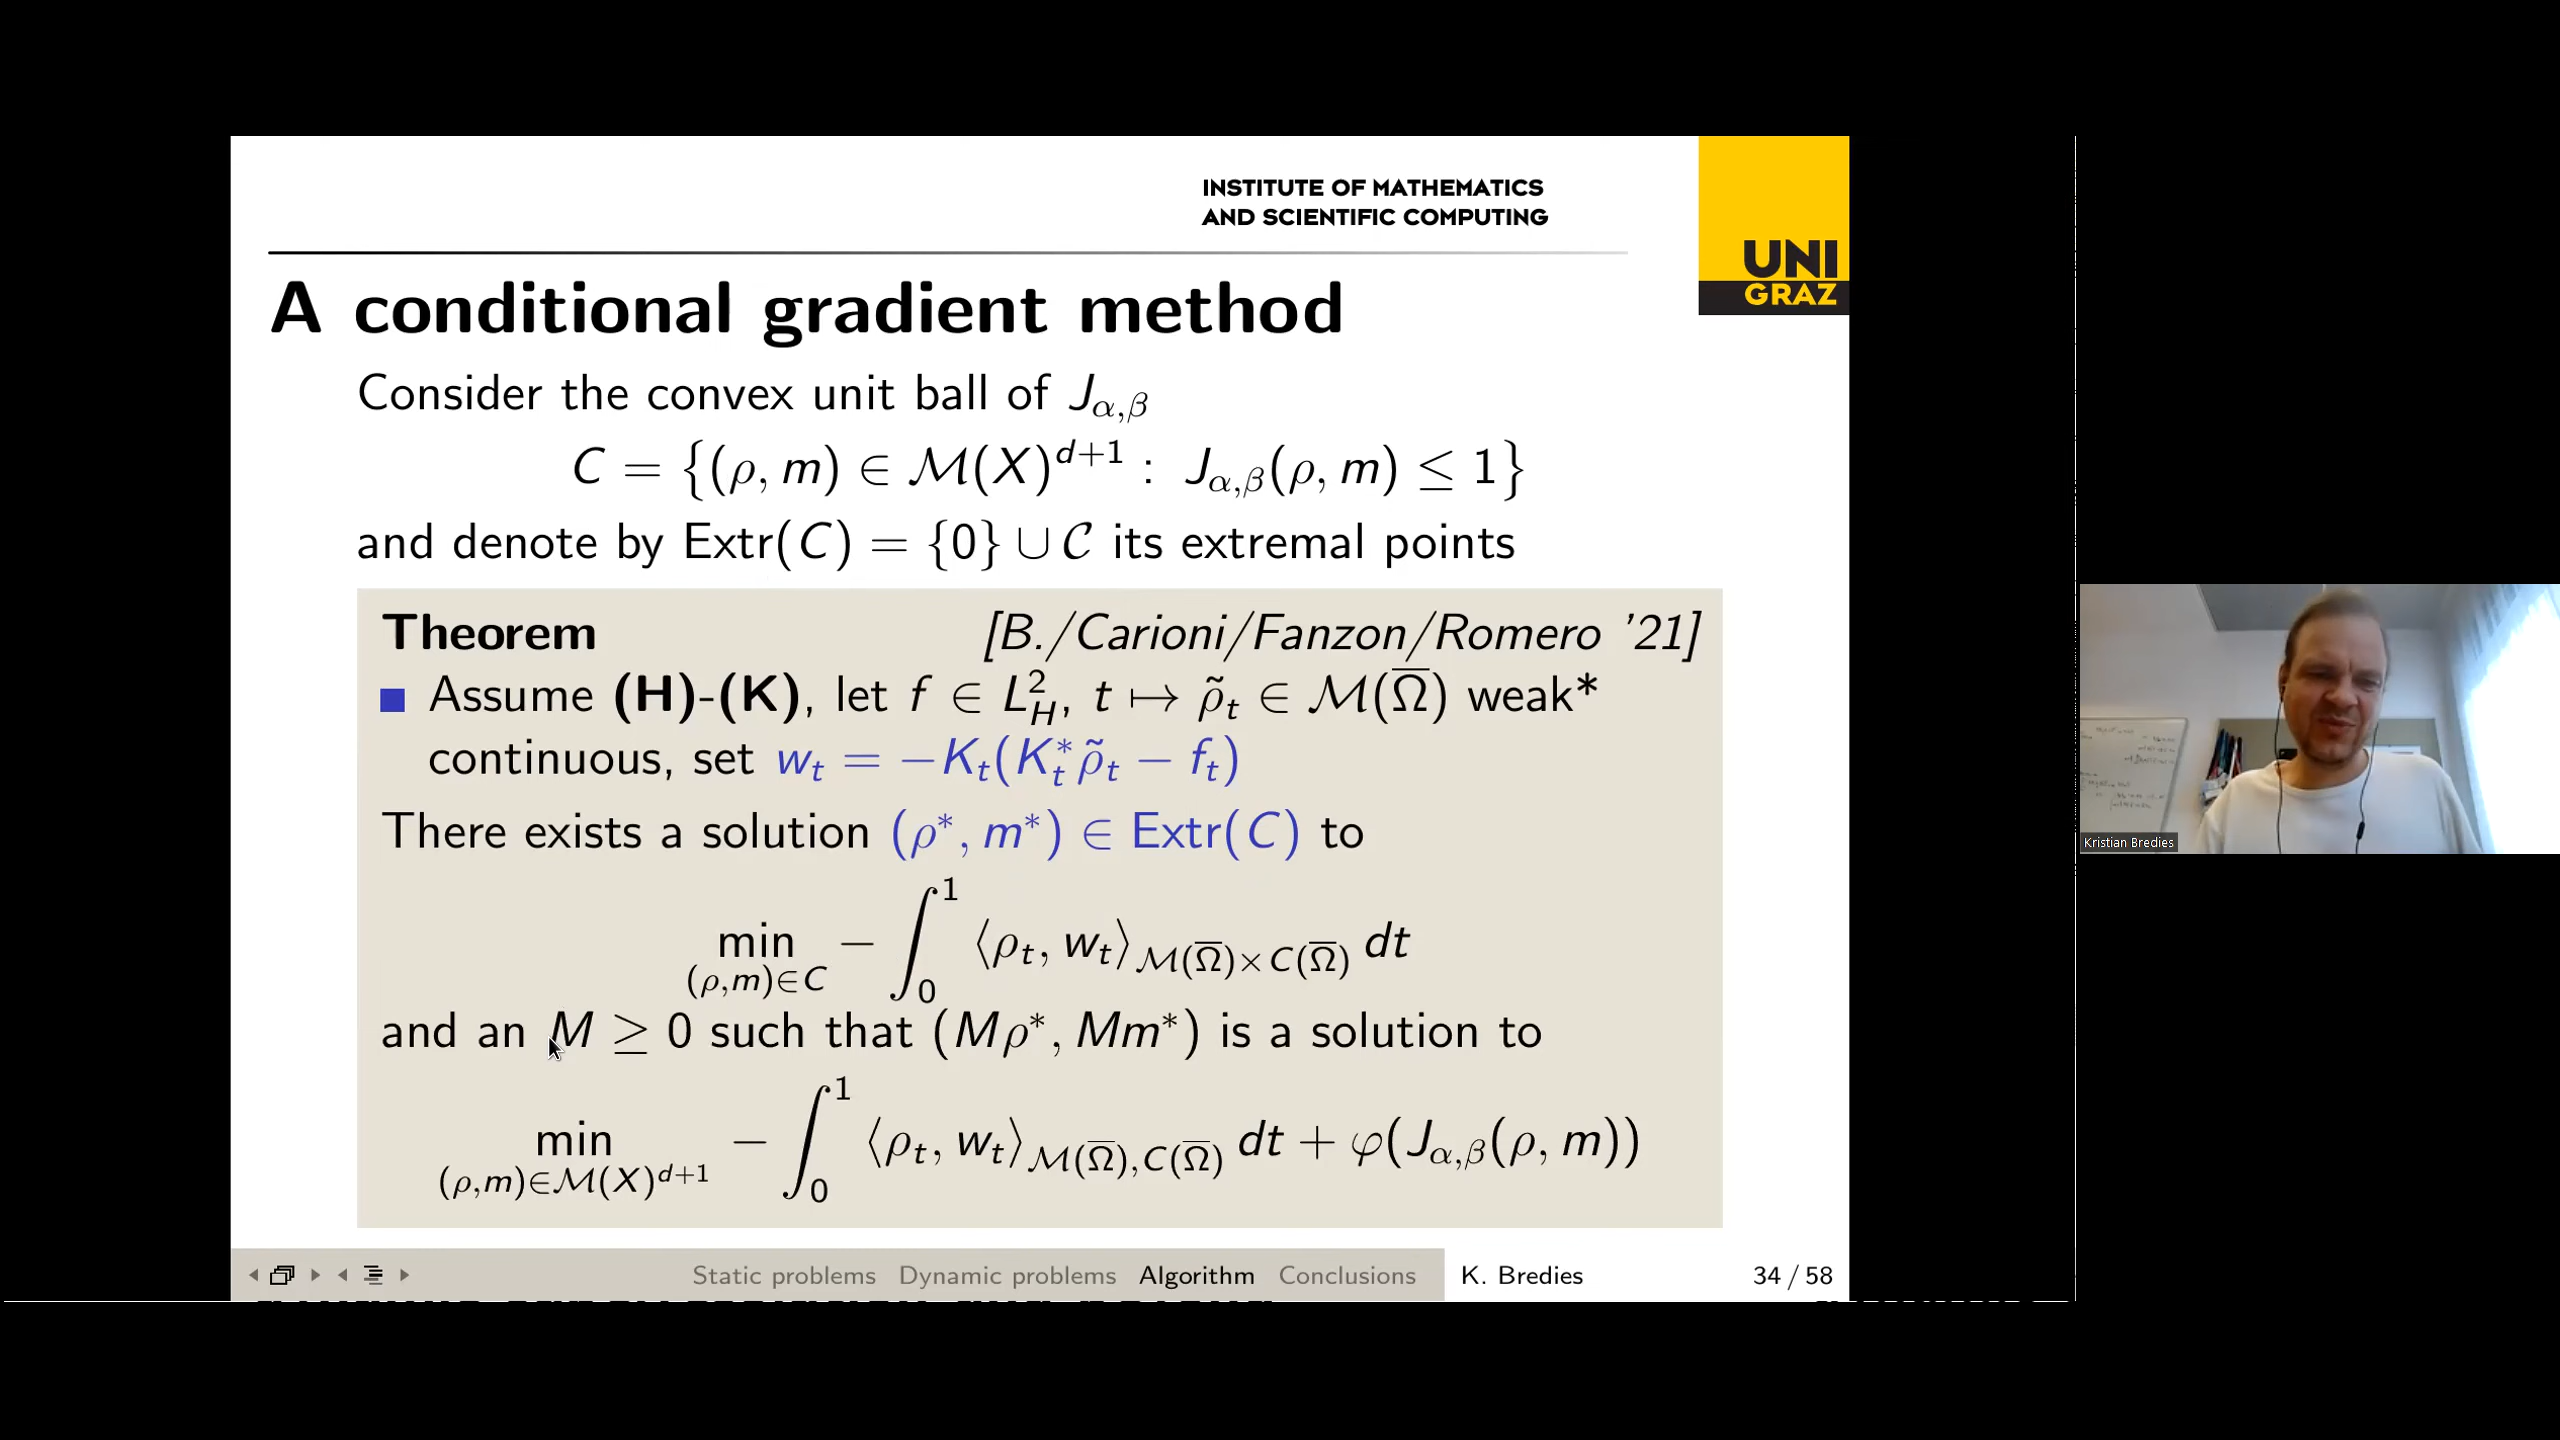 INSTITUTE OF MATHEMATICS
AND SCIENTIFIC COMPUTING
UNI
GRAZ
A conditional gradient method
Consider the convex unit ball of J_{α,β}
C = {(ρ, m) ∈ ℳ(X)^{d+1} : J_{α,β}(ρ, m) ≤ 1}
and denote by Extr(C) = {0} ∪ 𝒞 its extremal points
Theorem [B./Carioni/Fanzon/Romero '21]
Assume (H)-(K), let f ∈ L²_H, t ↦ ρ̃_t ∈ ℳ(Ω̅) weak*
continuous, set w_t = −K_t(K_t^* ρ̃_t − f_t)
There exists a solution (ρ*, m*) ∈ Extr(C) to
min_{(ρ,m)∈C} − ∫_0^1 ⟨ρ_t, w_t⟩_{ℳ(Ω̅)×C(Ω̅)} dt
and an M ≥ 0 such that (Mρ*, Mm*) is a solution to
min_{(ρ,m)∈ℳ(X)^{d+1}} − ∫_0^1 ⟨ρ_t, w_t⟩_{ℳ(Ω̅),C(Ω̅)} dt + φ(J_{α,β}(ρ, m))
Static problems Dynamic problems Algorithm Conclusions K. Bredies 34 / 58
Kristian Bredies